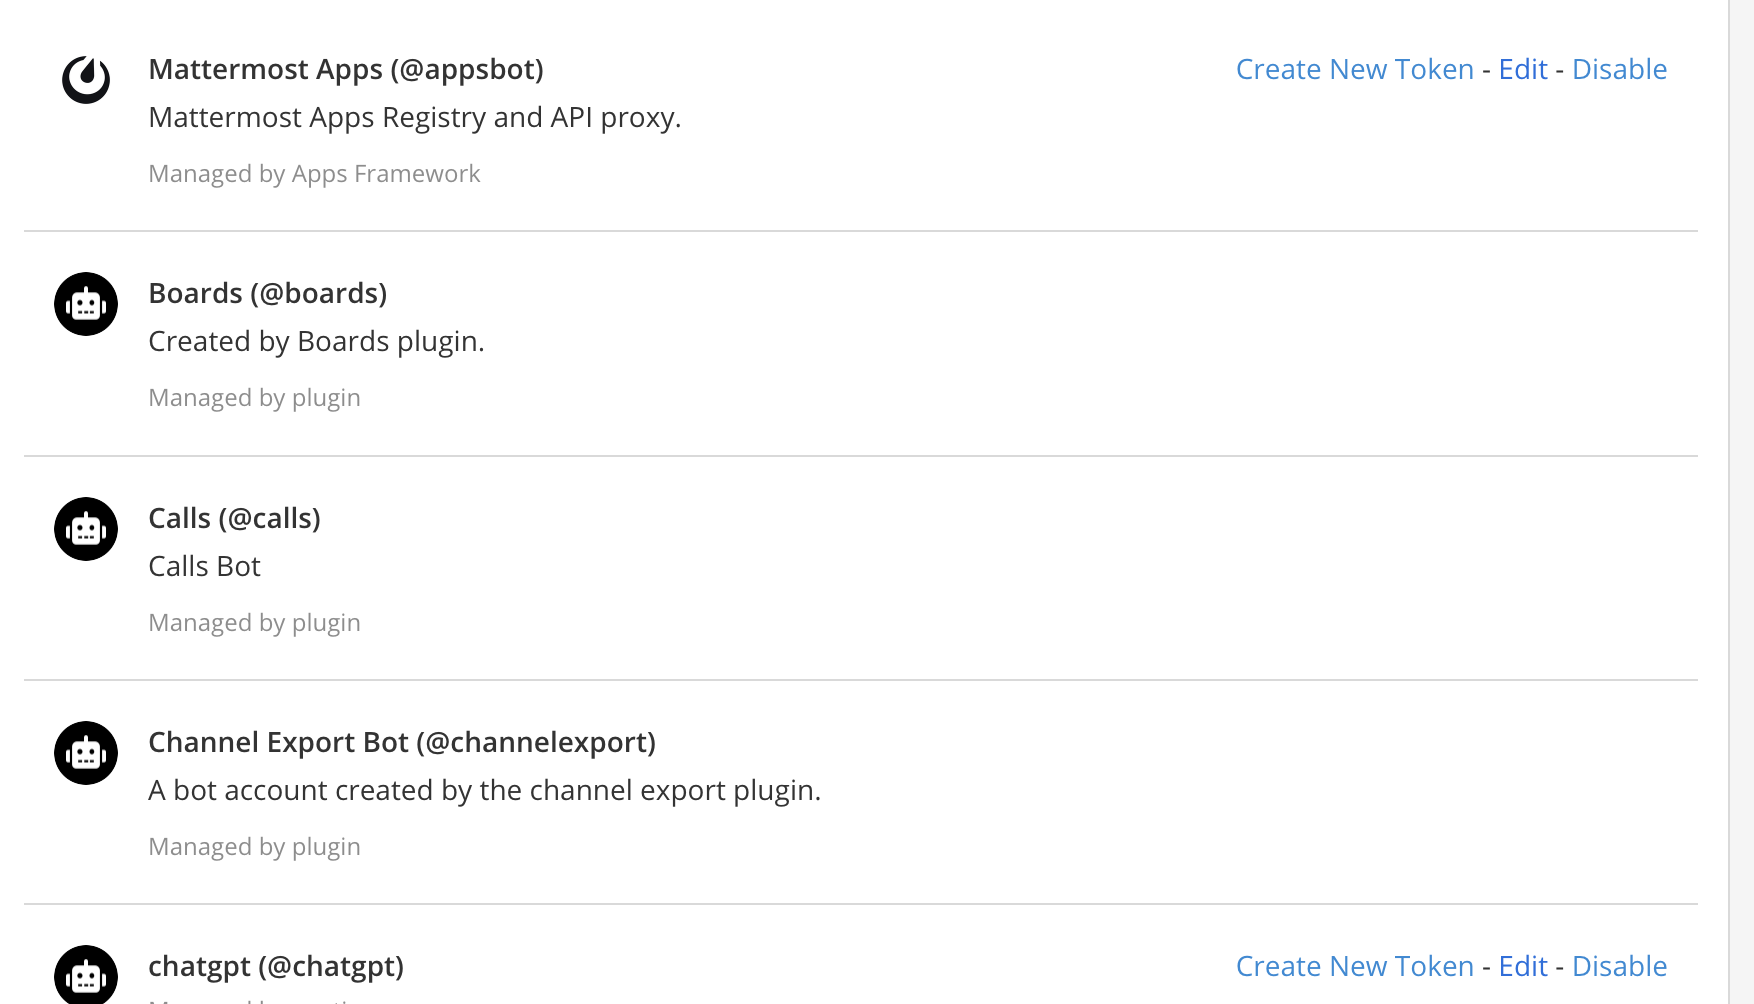 Mattermost Apps (@appsbot)
Create New Token - Edit - Disable
Mattermost Apps Registry and API proxy.
Managed by Apps Framework
Boards (@boards)
Created by Boards plugin.
Managed by plugin
Calls (@calls)
Calls Bot
Managed by plugin
Channel Export Bot (@channelexport)
A bot account created by the channel export plugin.
Managed by plugin
chatgpt (@chatgpt)
Create New Token - Edit - Disable